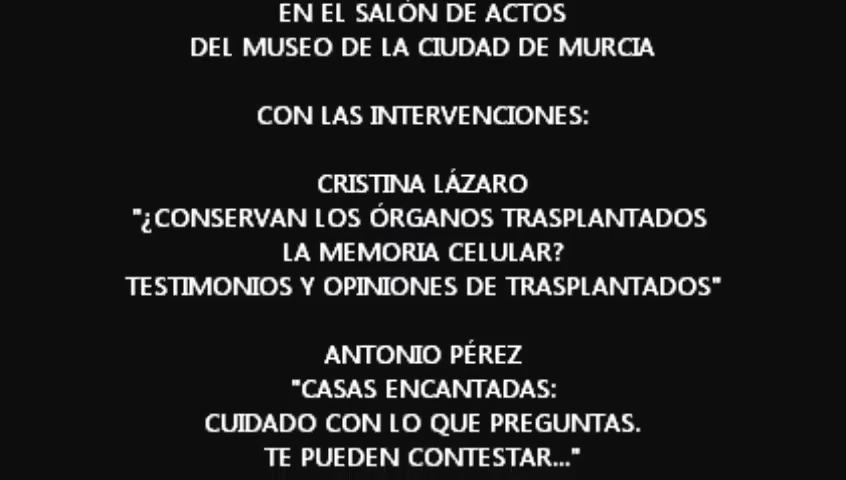 EN EL SALÓN DE ACTOS
DEL MUSEO DE LA CIUDAD DE MURCIA
CON LAS INTERVENCIONES:
CRISTINA LÁZARO
"¿CONSERVAN LOS ÓRGANOS TRASPLANTADOS
LA MEMORIA CELULAR?
TESTIMONIOS Y OPINIONES DE TRASPLANTADOS"
ANTONIO PÉREZ
"CASAS ENCANTADAS:
CUIDADO CON LO QUE PREGUNTAS.
TE PUEDEN CONTESTAR..."